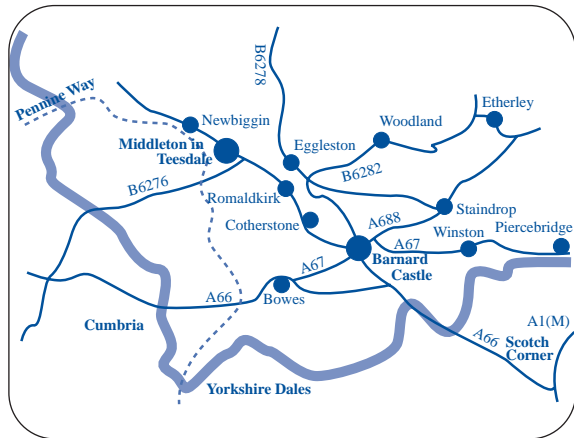 B6278
Pennine Way
Newbiggin
Woodland
Etherley
Middleton in
Teesdale
Eggleston
B6282
B6276
Romaldkirk
Cotherstone
A688
Staindrop
Winston
Piercebridge
A67
Barnard
Castle
A67
Bowes
A66
Cumbria
A1(M)
A66
Scotch
Corner
Yorkshire Dales